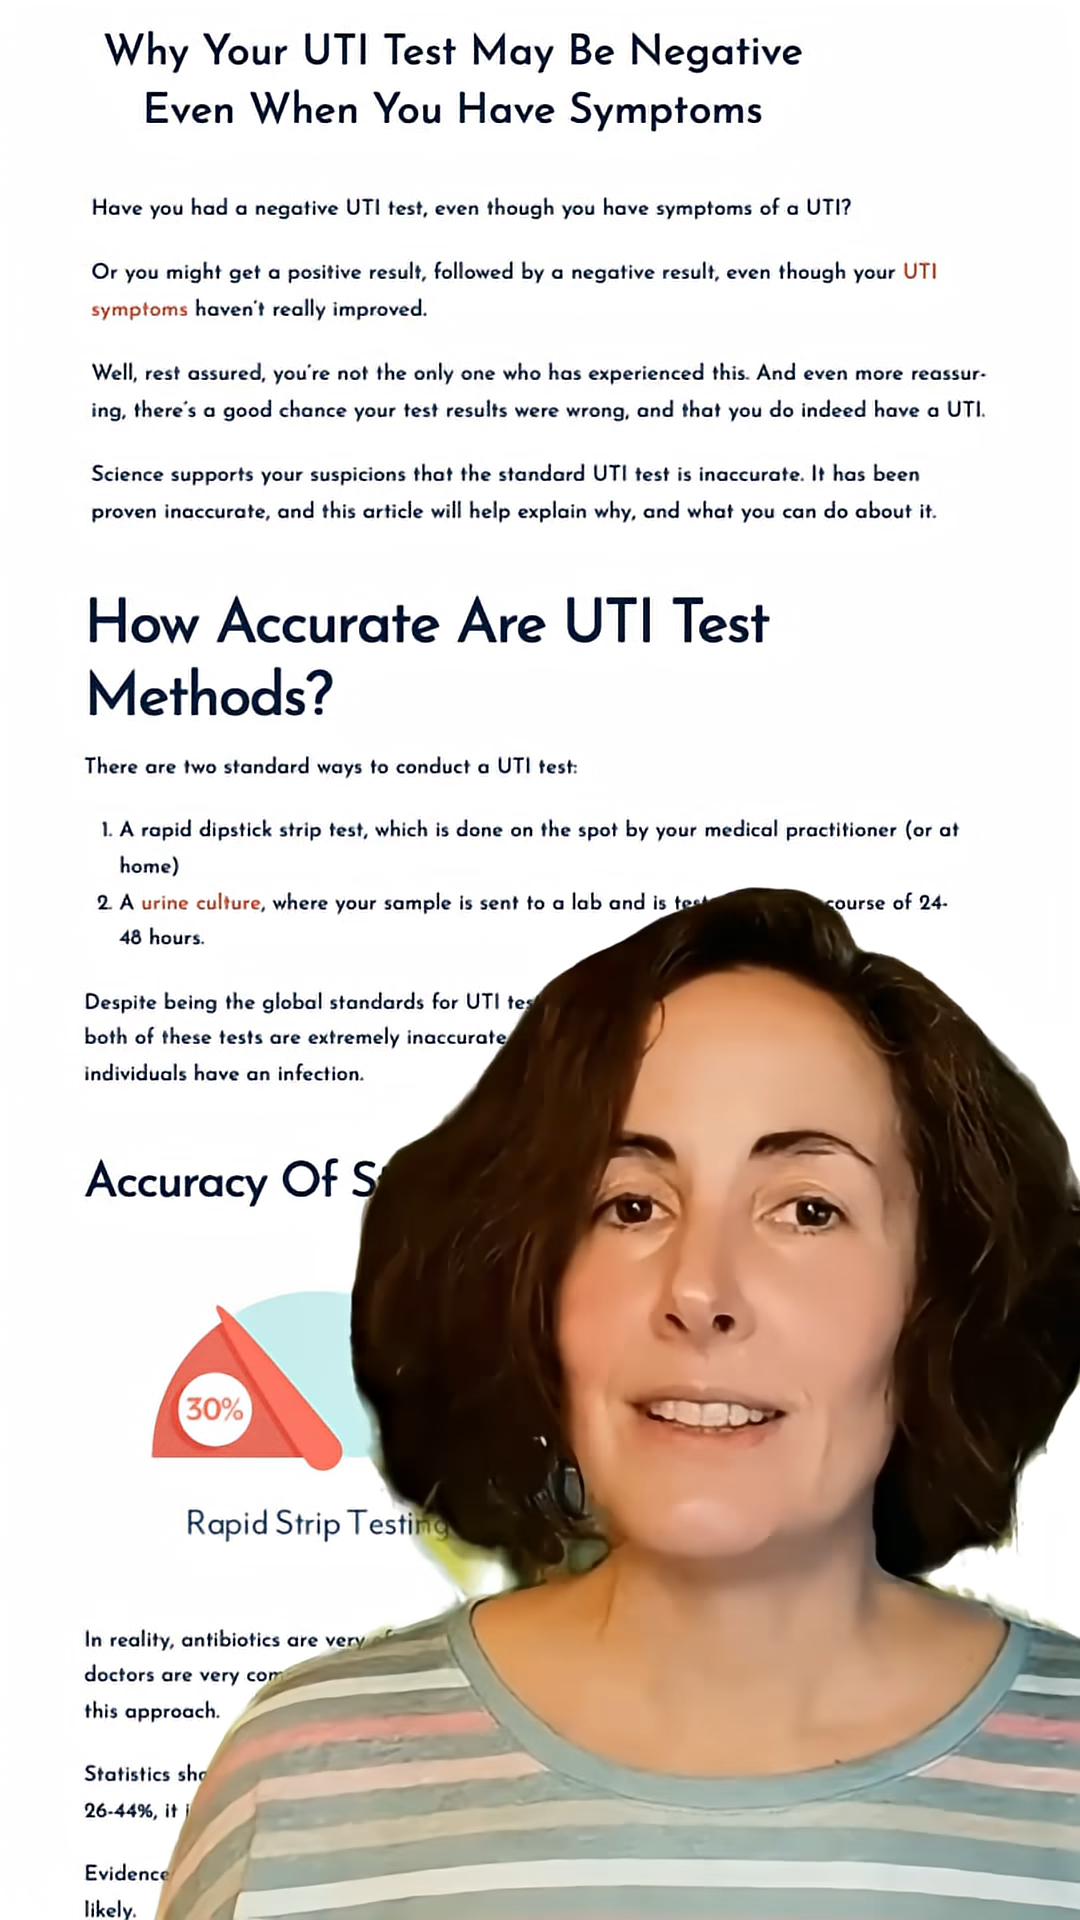 Why Your UTI Test May Be Negative
Even When You Have Symptoms
Have you had a negative UTI test, even though you have symptoms of a UTI?
Or you might get a positive result, followed by a negative result, even though your UTI
symptoms haven't really improved.
Well, rest assured, you're not the only one who has experienced this. And even more reassur-
ing, there's a good chance your test results were wrong, and that you do indeed have a UTI.
Science supports your suspicions that the standard UTI test is inaccurate. It has been
proven inaccurate, and this article will help explain why, and what you can do about it.
How Accurate Are UTI Test
Methods?
There are two standard ways to conduct a UTI test:
1. A rapid dipstick strip test, which is done on the spot by your medical practitioner (or at
home)
2. A urine culture, where your sample is sent to a lab and is course of 24-
48 hours.
Despite being the global standards for UTI
both of these tests are extremely inaccurate
individuals have an infection.
Accuracy Of
30%
Rapid Strip Testing
In reality, antibiotics are very
doctors are very
this approach.
Statistics
26-44%, it
Evidence
likely.